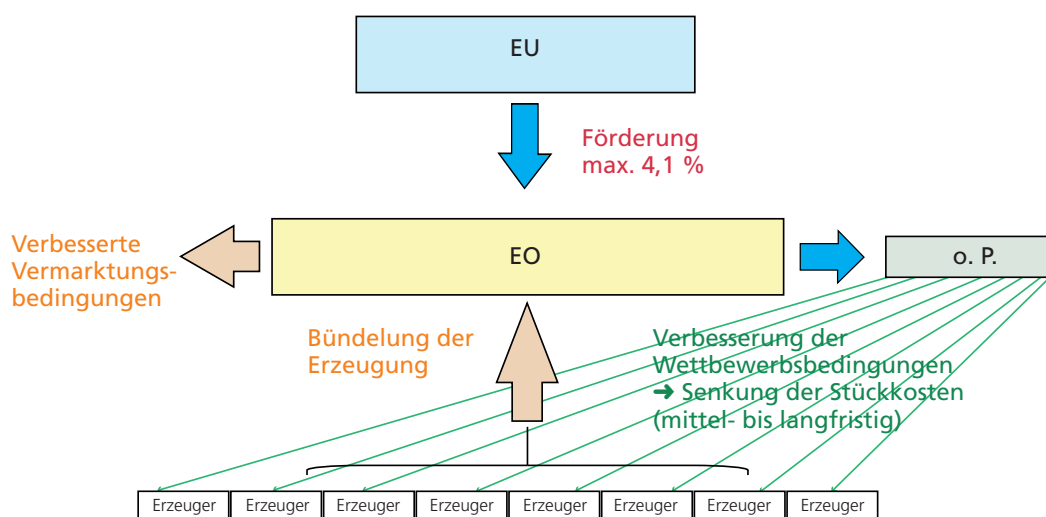 EU
Förderung
max. 4,1 %
Verbesserte
Vermarktungs-
bedingungen
EO
o. P.
Bündelung der
Erzeugung
Verbesserung der
Wettbewerbsbedingungen
➜ Senkung der Stückkosten
(mittel- bis langfristig)
Erzeuger Erzeuger Erzeuger Erzeuger Erzeuger Erzeuger Erzeuger Erzeuger